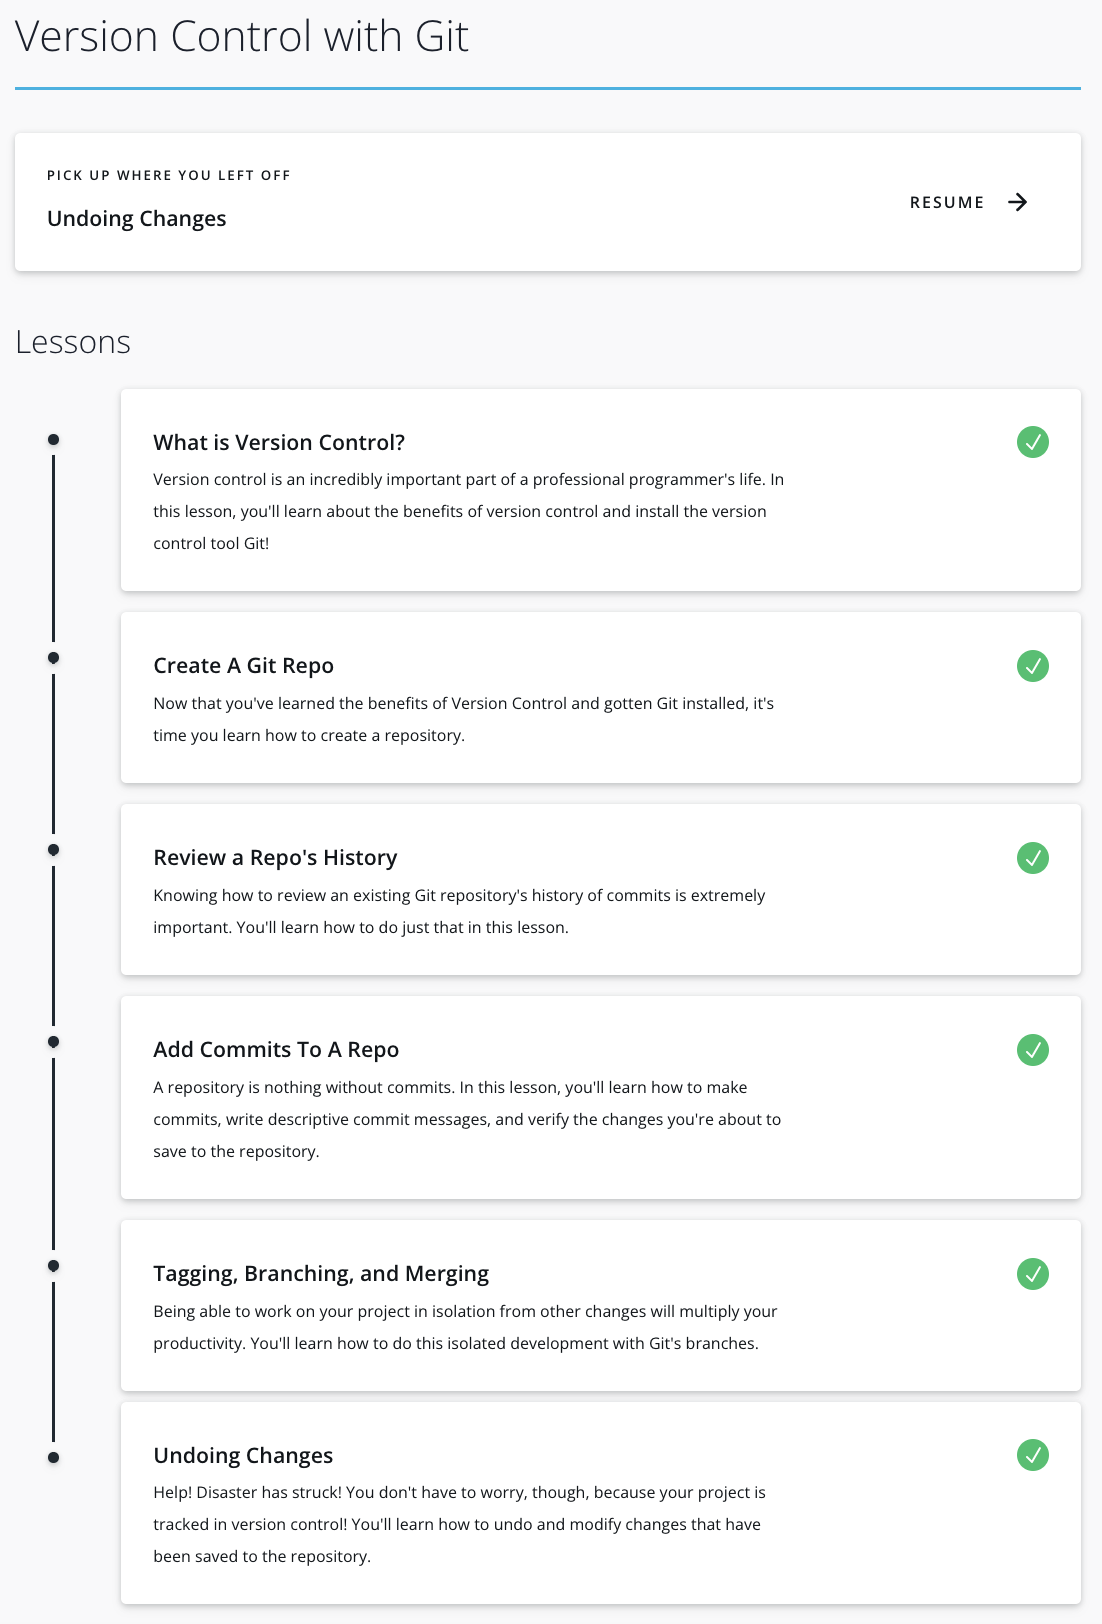 Version Control with Git
PICK UP WHERE YOU LEFT OFF
Undoing Changes
RESUME
Lessons
What is Version Control?
Version control is an incredibly important part of a professional programmer's life. In
this lesson, you'll learn about the benefits of version control and install the version
control tool Git!
Create A Git Repo
Now that you've learned the benefits of Version Control and gotten Git installed, it's
time you learn how to create a repository.
Review a Repo's History
Knowing how to review an existing Git repository's history of commits is extremely
important. You'll learn how to do just that in this lesson.
Add Commits To A Repo
A repository is nothing without commits. In this lesson, you'll learn how to make
commits, write descriptive commit messages, and verify the changes you're about to
save to the repository.
Tagging, Branching, and Merging
Being able to work on your project in isolation from other changes will multiply your
productivity. You'll learn how to do this isolated development with Git's branches.
Undoing Changes
Help! Disaster has struck! You don't have to worry, though, because your project is
tracked in version control! You'll learn how to undo and modify changes that have
been saved to the repository.